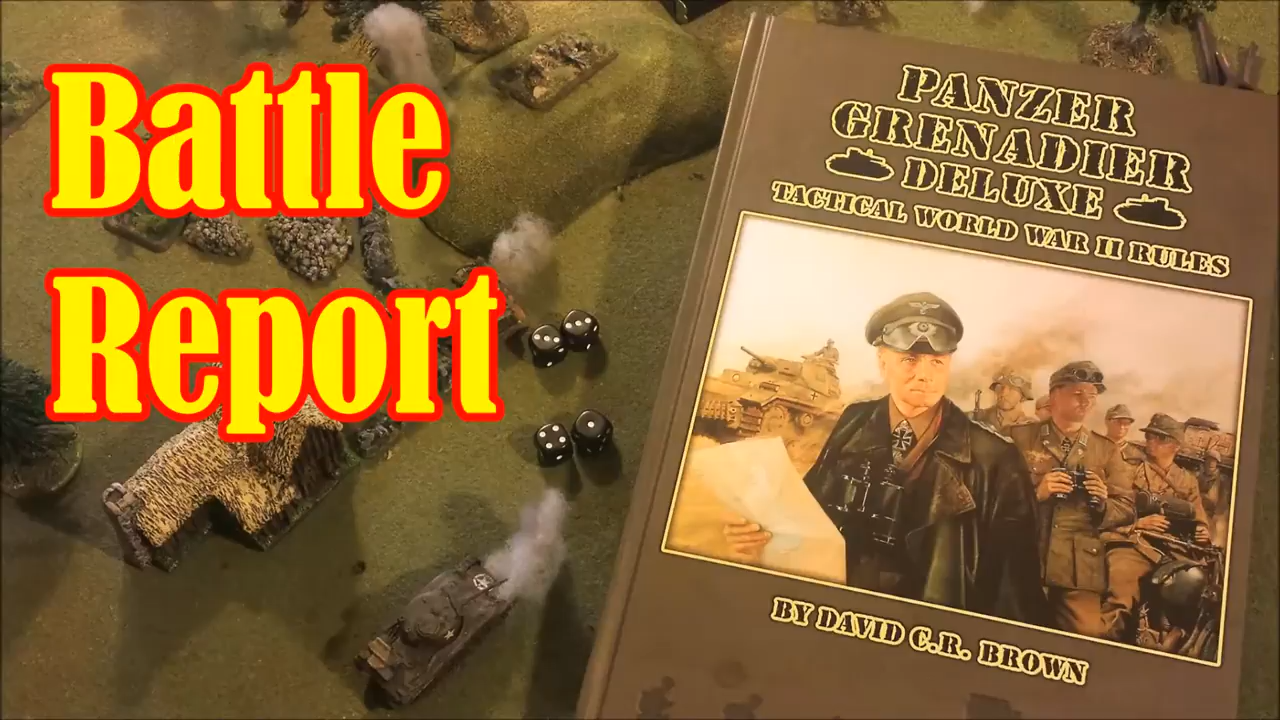 Battle
Report
PANZER
GRENADIER
DELUXE
TACTICAL WORLD WAR II RULES
BY DAVID C.R. BROWN